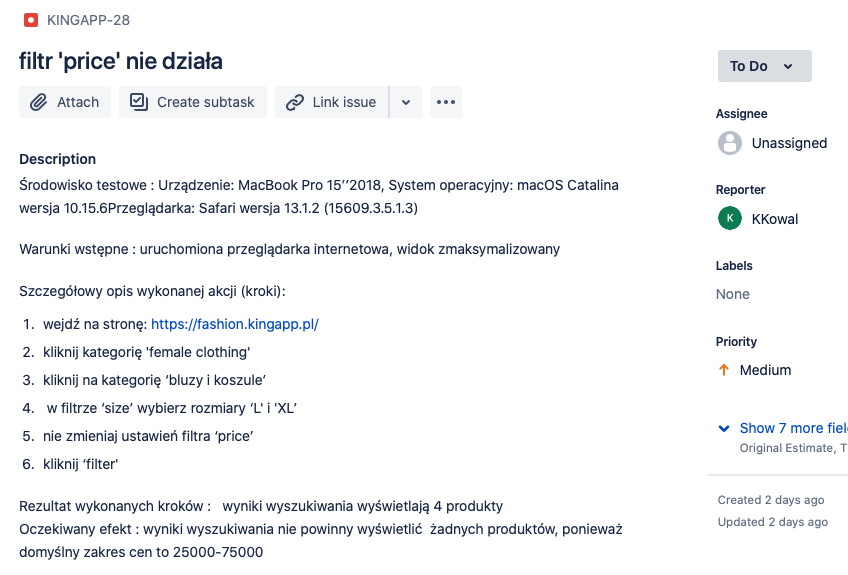 KINGAPP-28
filtr 'price' nie działa
Attach
Create subtask
Link issue
To Do
Description
Środowisko testowe : Urządzenie: MacBook Pro 15’’2018, System operacyjny: macOS Catalina
wersja 10.15.6Przeglądarka: Safari wersja 13.1.2 (15609.3.5.1.3)
Warunki wstępne : uruchomiona przeglądarka internetowa, widok zmaksymalizowany
Szczegółowy opis wykonanej akcji (kroki):
1. wejdź na stronę: https://fashion.kingapp.pl/
2. kliknij kategorię 'female clothing'
3. kliknij na kategorię ‘bluzy i koszule’
4. w filtrze ‘size’ wybierz rozmiary ‘L' i 'XL’
5. nie zmieniaj ustawień filtra ‘price’
6. kliknij ‘filter'
Rezultat wykonanych kroków : wyniki wyszukiwania wyświetlają 4 produkty
Oczekiwany efekt : wyniki wyszukiwania nie powinny wyświetlić żadnych produktów, ponieważ
domyślny zakres cen to 25000-75000
Assignee
Unassigned
Reporter
K KKowal
Labels
None
Priority
Medium
Show 7 more fiel
Original Estimate, T
Created 2 days ago
Updated 2 days ago